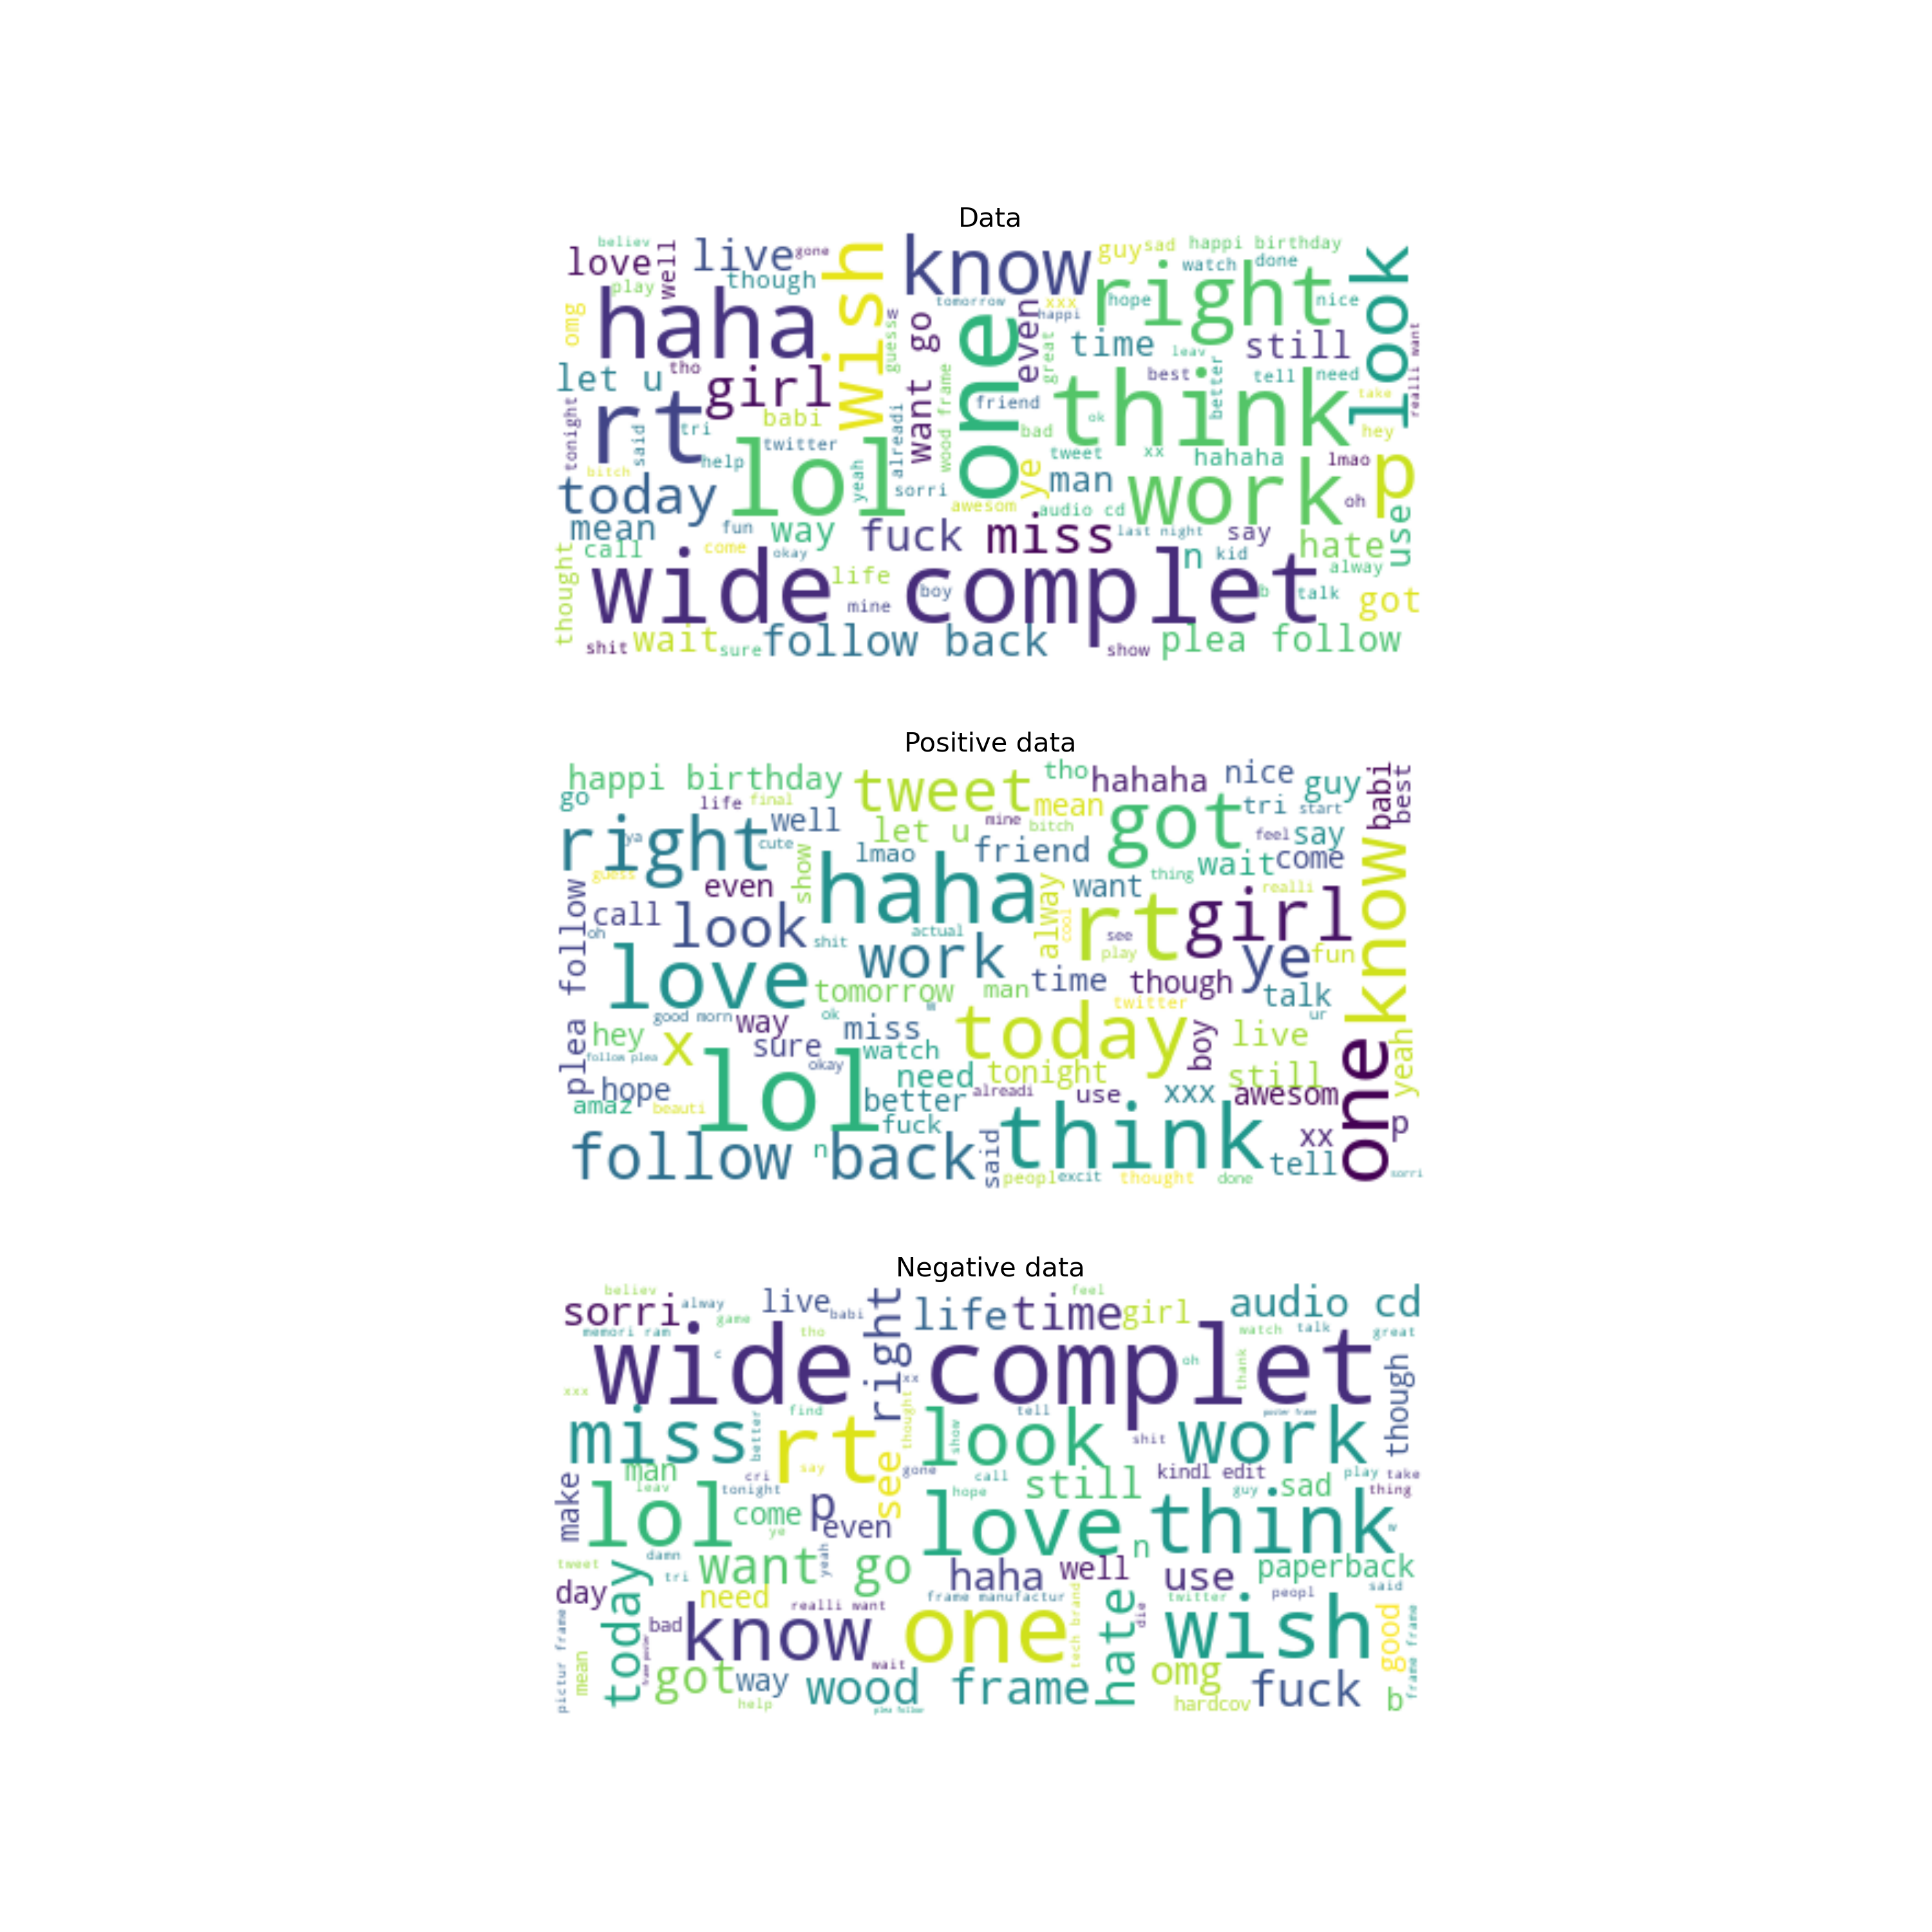 Data
believ
love
well
live
gone
though
play
omg
haha
wish
know
guy
sad
happi birthday
watch
done
right
hope
nice
look
tomorrow
xxx
happi
even
w
guess
want go
one
great
time
leav
still
realli want
let u
tho
girl
babi
best
better
tell
need
take
think
friend
ok
bad
hey
rt
tri
said
tonight
bitch
help
twitter
lol
yeah
alreadi
wood frame
sorri
awesom
ye
tweet
xx
hahaha
lmao
p
man
audio cd
work
oh
use
today
mean
call
fun
way
come
okay
fuck
miss
last night
say
n
kid
hate
alway
thought
wide complet
life
mine
boy
b
talk
got
shit
wait
sure
follow back
show
plea follow
Positive data
happi birthday
go
life
final
tweet
tho
hahaha
nice
guy
babi
best
mean
got
tri
start
right
ya
well
cute
let u
mine
bitch
feel
say
lmao
friend
wait
come
know
guess
even
show
haha
want
thing
realli
plea follow
call
oh
look
shit
actual
alway
cool
rt
see
play
girl
work
love
tomorrow
man
time
though
ye
fun
talk
twitter
ur
good morn
way
ok
w
miss
today
boy
live
hey
x
follow plea
sure
okay
watch
need
tonight
still
yeah
one
hope
amaz
beauti
lol
better
alreadi
use
xxx
awesom
fuck
think
xx
p
follow back
n
said
tell
peopl
excit
thought
done
sorri
Negative data
believ
sorri
alway
live
babi
game
memori ram
tho
right
life
time
feel
girl
audio cd
watch
talk
great
c
wide complet
xx
oh
thank
though
xxx
miss
better
find
rt
say
thought
look
show
tell
poster frame
shit
work
man
leav
cri
tonight
see
gone
call
still
kindl edit
guy
sad
play
take
thing
make
lol
come
ye
p
even
hope
love
n
think
w
tweet
damn
tri
want go
yeah
haha
well
use
paperback
peopl
said
day
today
need
realli want
frame manufactur
tech brand
hate
die
twitter
wish
good
frame frame
bad
know
one
pictur frame
mean
frame poster
got
way
wait
help
wood frame
plea follow
omg
hardcov
fuck
b